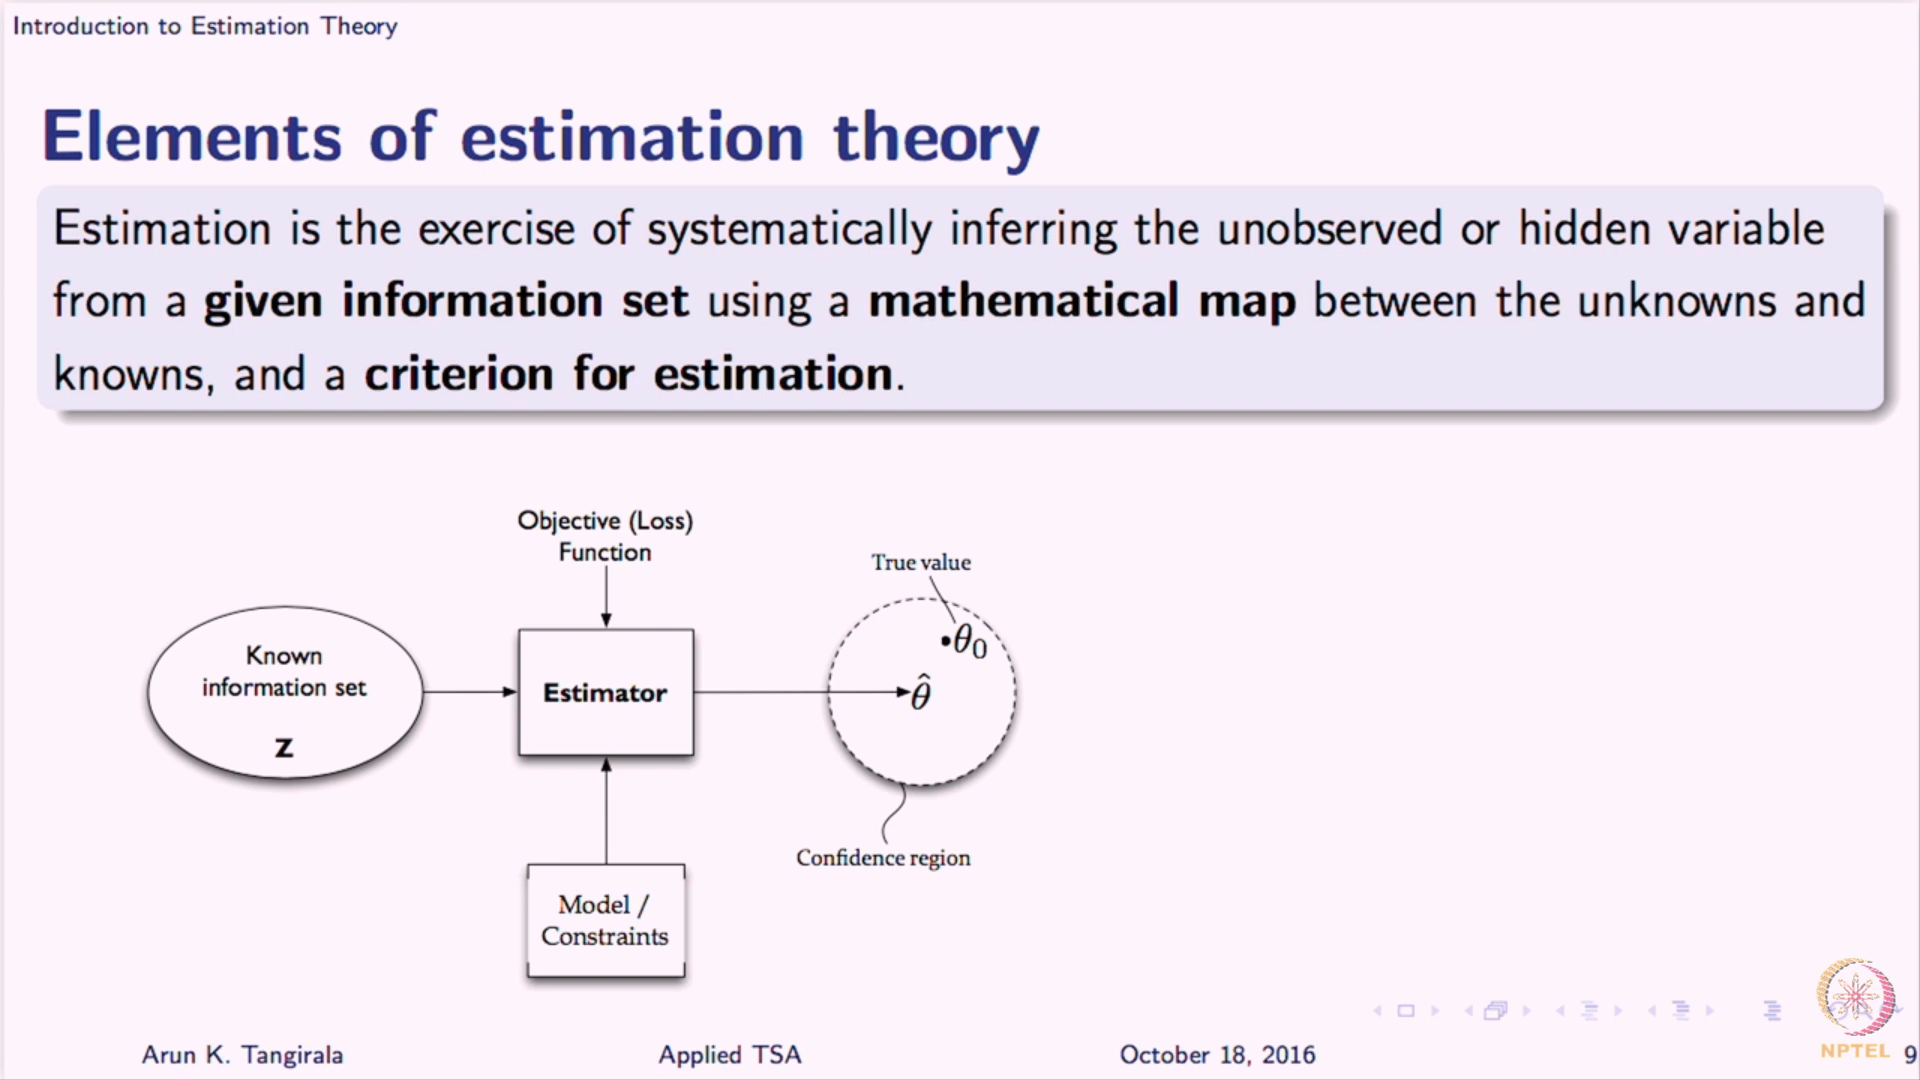 Introduction to Estimation Theory
Elements of estimation theory
Estimation is the exercise of systematically inferring the unobserved or hidden variable
from a given information set using a mathematical map between the unknowns and
knowns, and a criterion for estimation.
Objective (Loss)
Function
True value
Known
information set
z
Estimator
•θ₀
θ̂
Confidence region
Model /
Constraints
NPTEL
Arun K. Tangirala
Applied TSA
October 18, 2016
9